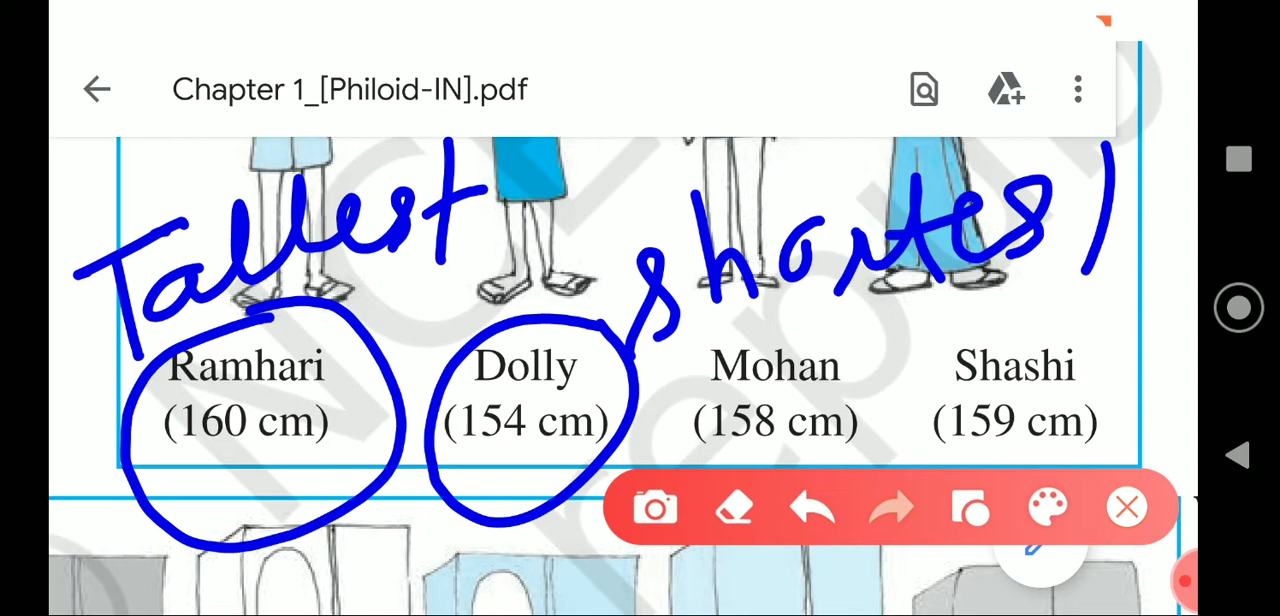 Chapter 1_[Philoid-IN].pdf
Tallest shortest
Ramhari Dolly Mohan Shashi
(160 cm) (154 cm) (158 cm) (159 cm)